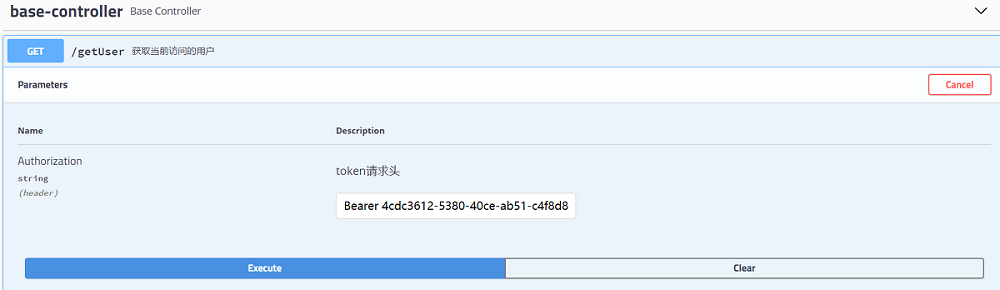 base-controller Base Controller
GET /getUser 获取当前访问的用户
Parameters Cancel
Name Description
Authorization token请求头
string
(header)
Bearer 4cdc3612-5380-40ce-ab51-c4f8d8
Execute Clear